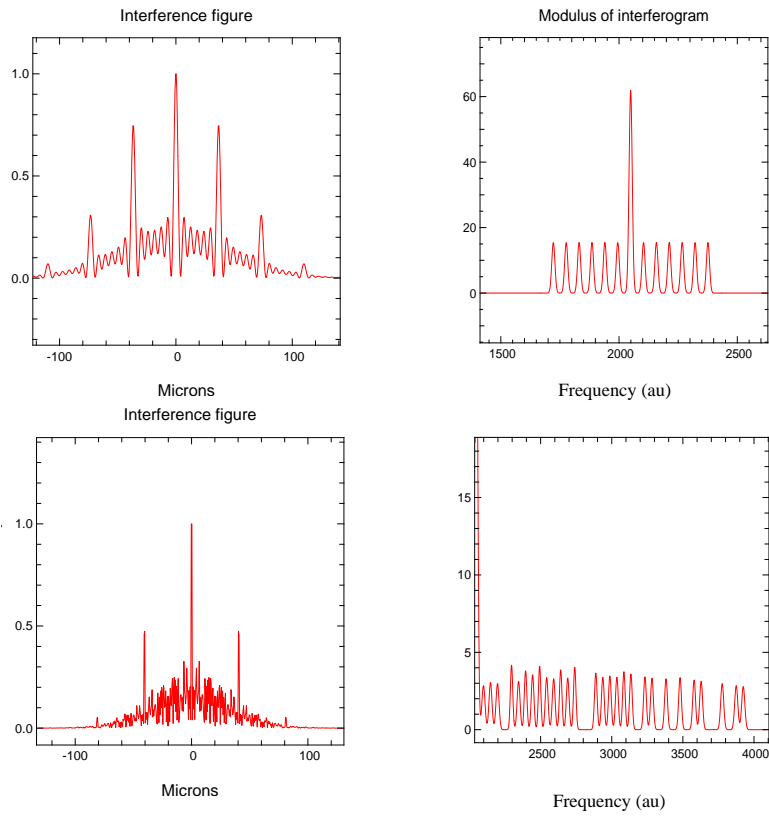 Interference figure
1.0
0.5
0.0
-100 0 100
Microns
Modulus of interferogram
60
40
20
0
1500 2000 2500
Frequency (au)
Interference figure
1.0
0.5
0.0
-100 0 100
Microns
15
10
5
0
2500 3000 3500 4000
Frequency (au)